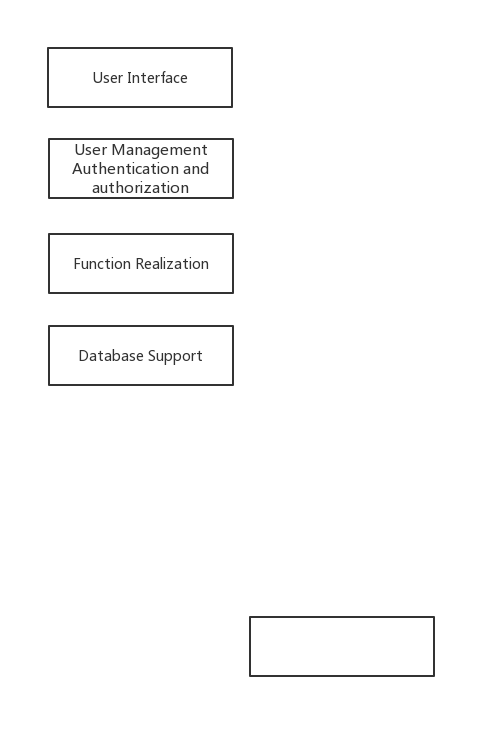 User Interface
User Management
Authentication and
authorization
Function Realization
Database Support